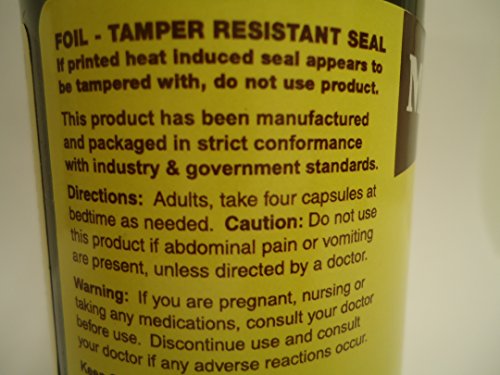 FOIL - TAMPER RESISTANT SEAL
If printed heat induced seal appears to
be tampered with, do not use product.
This product has been manufactured
and packaged in strict conformance
with industry & government standards.
Directions: Adults, take four capsules at
bedtime as needed. Caution: Do not use
this product if abdominal pain or vomiting
are present, unless directed by a doctor.
Warning: If you are pregnant, nursing or
taking any medications, consult your doctor
before use. Discontinue use and consult
your doctor if any adverse reactions occur.
Keep